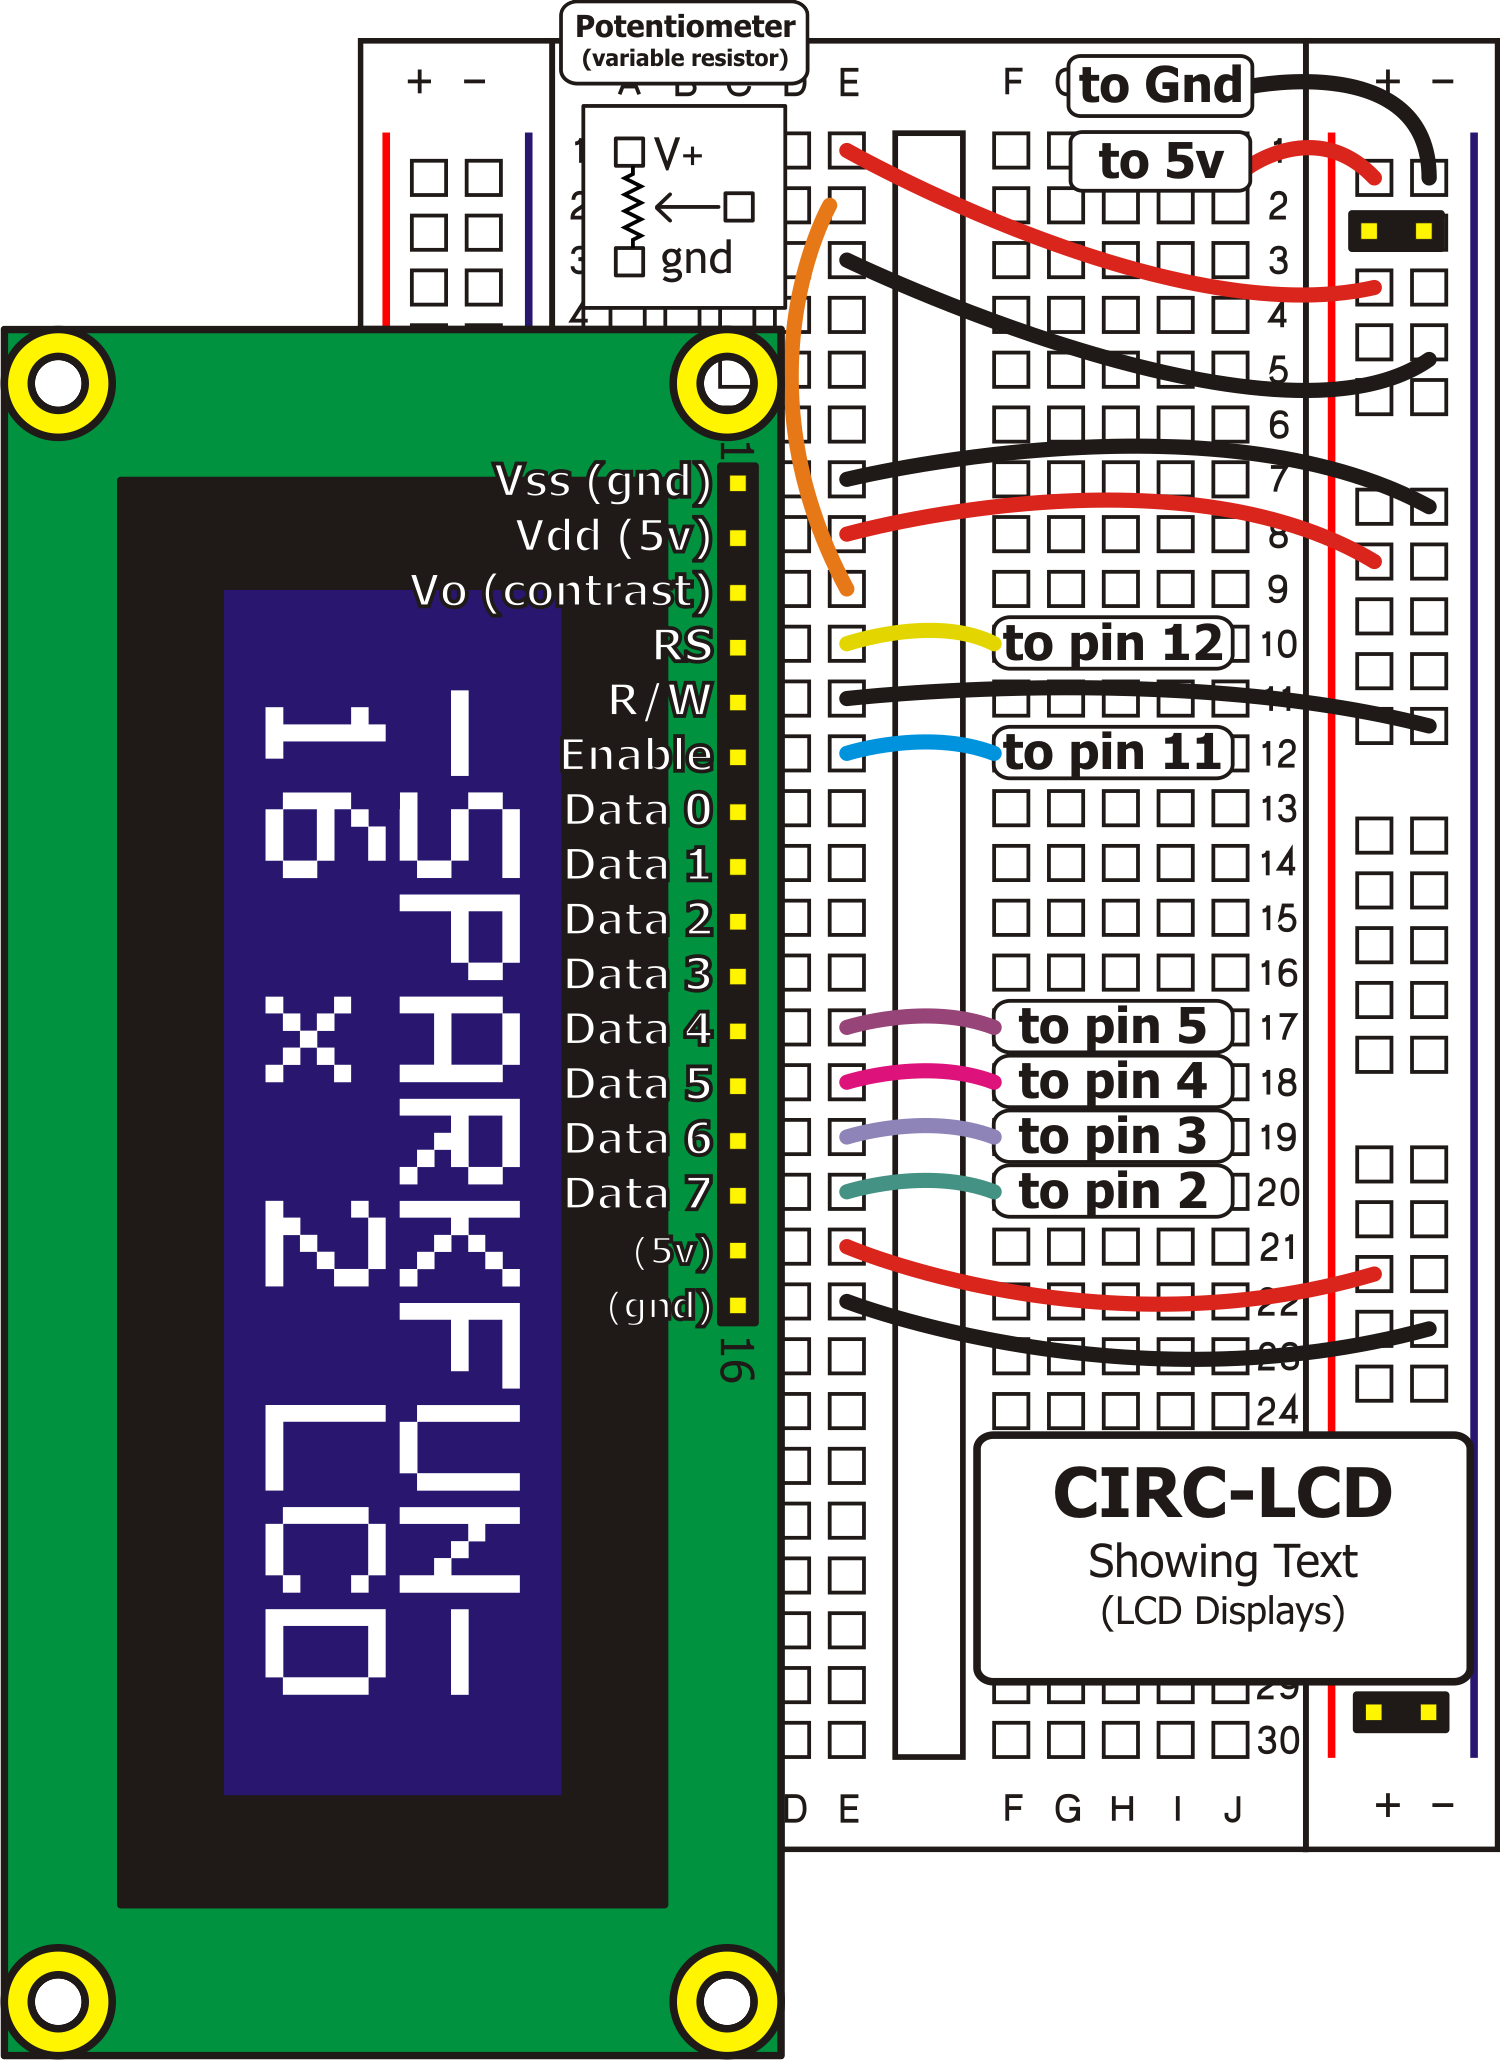 Potentiometer
(variable resistor)
+ − A B C D E F G + −
to Gnd
to 5v
1 V+ 1
2 2
3 gnd 3
4 4
5
6
1
Vss (gnd) 7
Vdd (5v) 8
Vo (contrast) 9
RS to pin 12 10
R/W 11
Enable to pin 11 12
Data 0 13
Data 1 14
Data 2 15
Data 3 16
Data 4 to pin 5 17
Data 5 to pin 4 18
Data 6 to pin 3 19
Data 7 to pin 2 20
(5v) 21
(gnd) 22
16 23
24
-SPARKFUN-
16 x 2 LCD
CIRC-LCD
Showing Text
(LCD Displays)
29
30
D E F G H I J + −